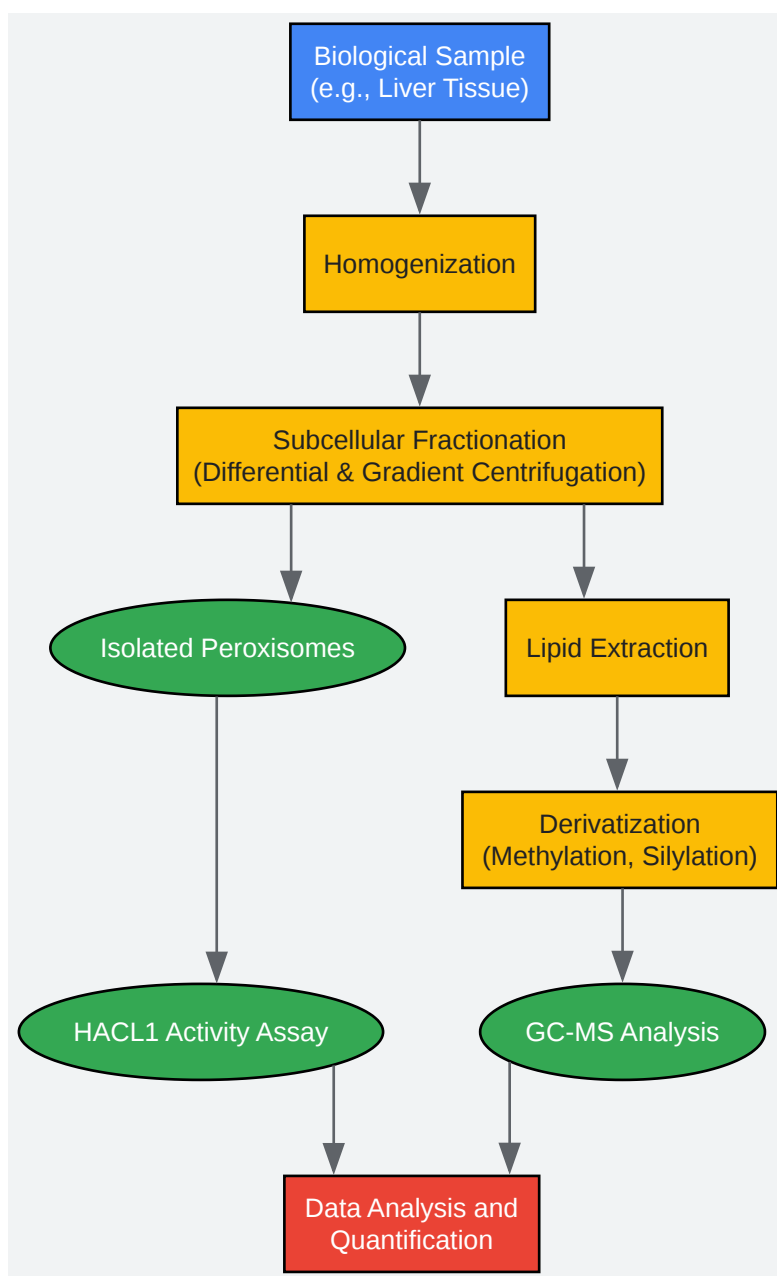 Biological Sample
(e.g., Liver Tissue)
Homogenization
Subcellular Fractionation
(Differential & Gradient Centrifugation)
Isolated Peroxisomes
Lipid Extraction
Derivatization
(Methylation, Silylation)
HACL1 Activity Assay
GC-MS Analysis
Data Analysis and
Quantification